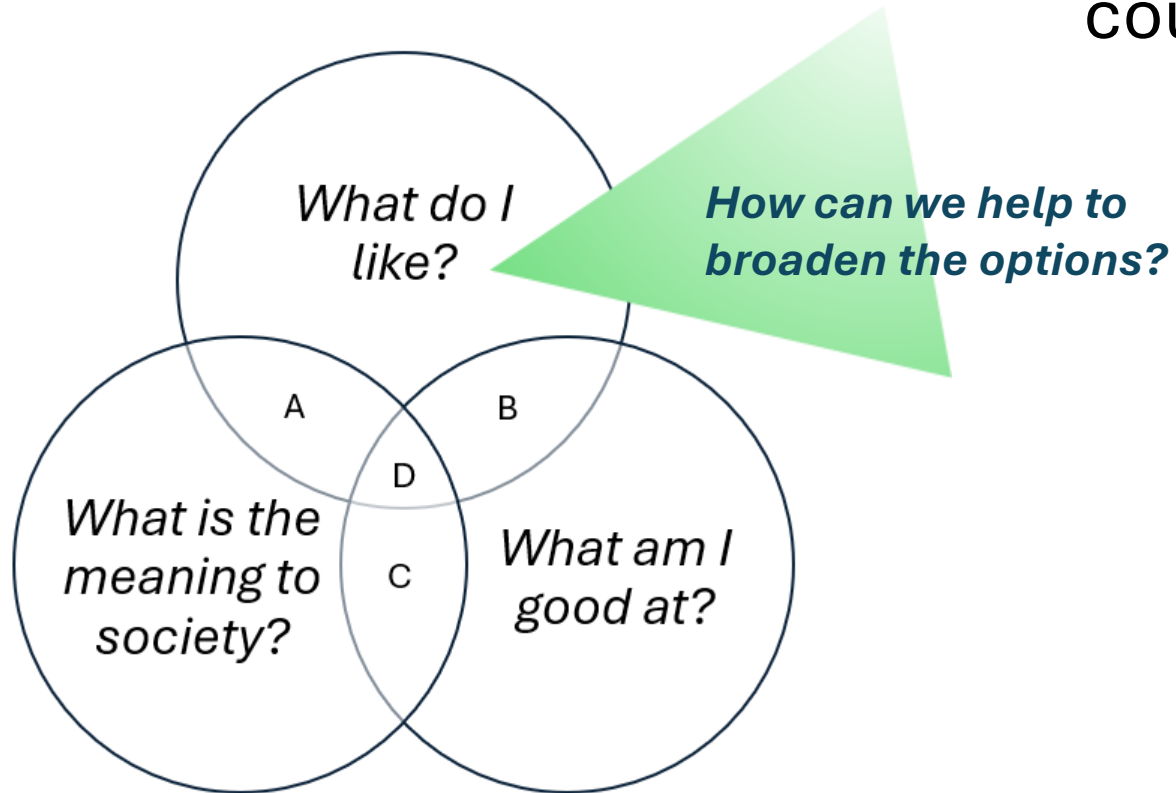 cou
What do I
like?
How can we help to
broaden the options?
A
B
D
What is the
meaning to
society?
C
What am I
good at?